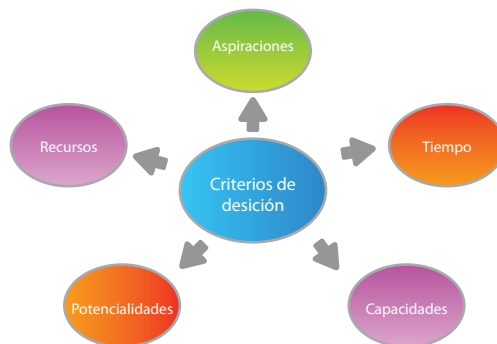 Aspiraciones
Recursos
Tiempo
Criterios de
desición
Potencialidades
Capacidades